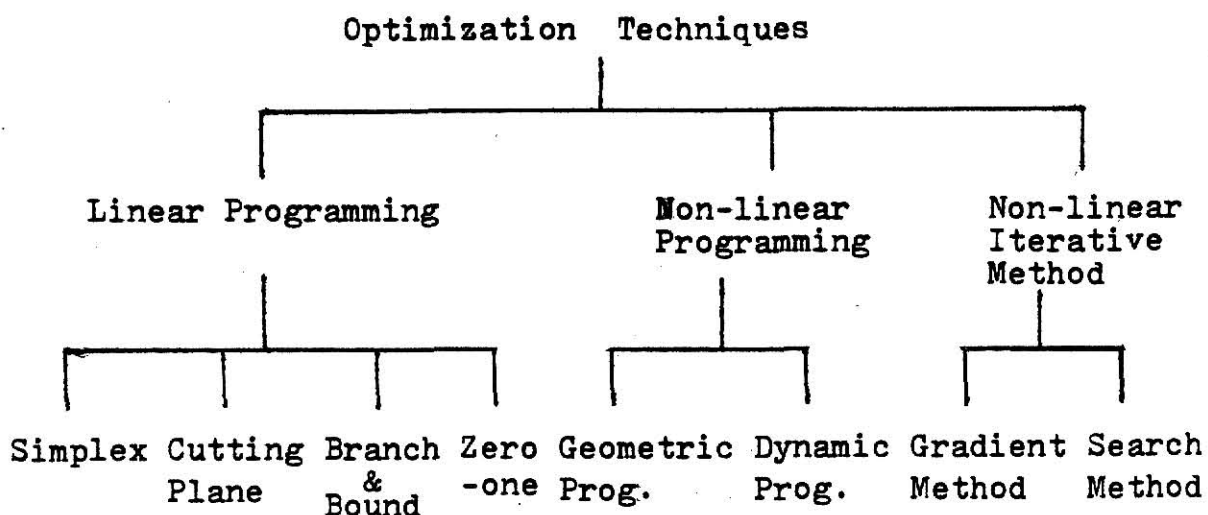 Optimization Techniques
Linear Programming
Non-linear
Programming
Non-linear
Iterative
Method
Simplex
Cutting
Plane
Branch
&
Bound
Zero
-one
Geometric
Prog.
Dynamic
Prog.
Gradient
Method
Search
Method